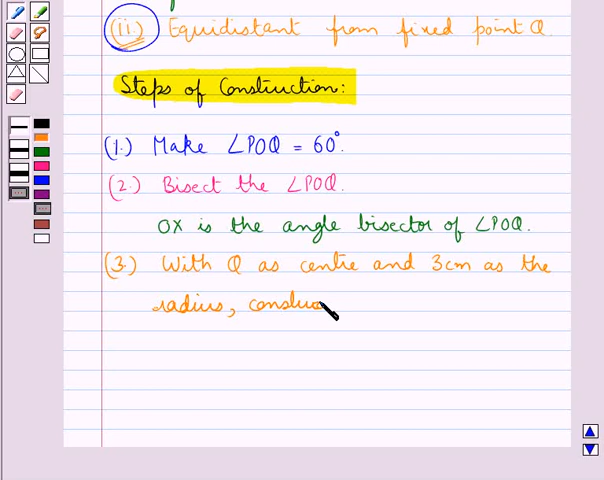 (ii.) Equidistant from fixed point Q.
Steps of Construction:
(1.) Make ∠POQ = 60°.
(2.) Bisect the ∠POQ.
OX is the angle bisector of ∠POQ.
(3.) With Q as centre and 3cm as the
radius, construc